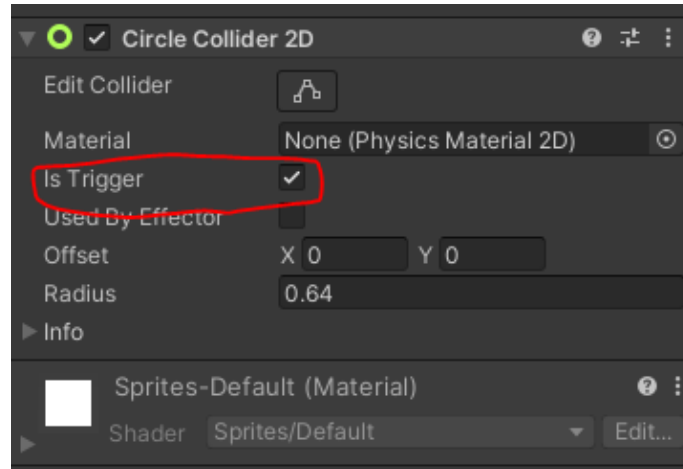 Circle Collider 2D
Edit Collider
Material None (Physics Material 2D)
Is Trigger
Used By Effector
Offset X 0 Y 0
Radius 0.64
Info
Sprites-Default (Material)
Shader Sprites/Default Edit...